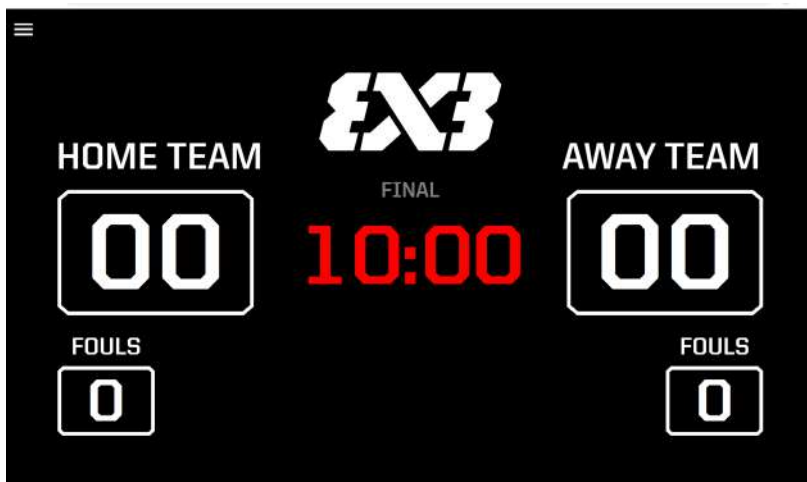 3X3
HOME TEAM
AWAY TEAM
FINAL
00
10:00
00
FOULS
FOULS
0
0